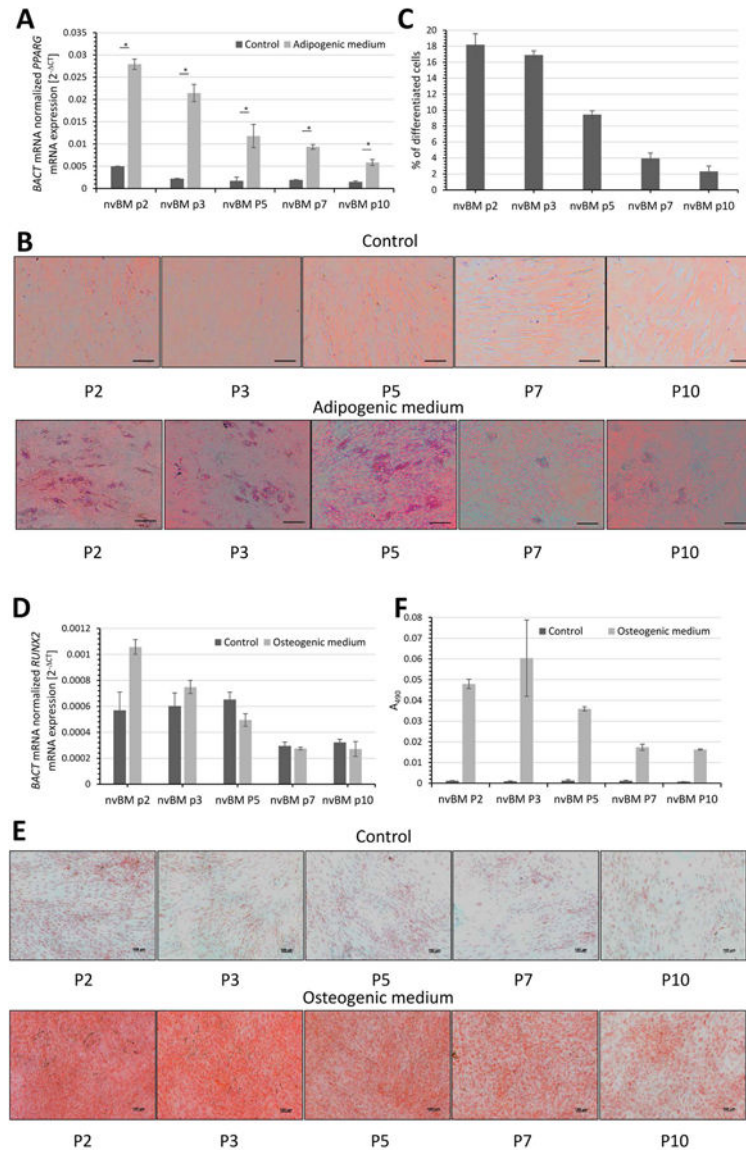 A
BACT mRNA normalized PPARG
mRNA expression [2^-ΔCT]
0.035
0.03
0.025
0.02
0.015
0.01
0.005
0
Control
Adipogenic medium
*
*
*
*
*
nvBM p2
nvBM p3
nvBM P5
nvBM p7
nvBM p10
C
% of differentiated cells
20
18
16
14
12
10
8
6
4
2
0
nvBM p2
nvBM p3
nvBM p5
nvBM p7
nvBM p10
B
Control
P2
P3
P5
P7
P10
Adipogenic medium
P2
P3
P5
P7
P10
D
BACT mRNA normalized RUNX2
mRNA expression [2^-ΔCT]
0.0012
0.001
0.0008
0.0006
0.0004
0.0002
0
Control
Osteogenic medium
nvBM p2
nvBM p3
nvBM P5
nvBM p7
nvBM p10
F
A490
0.08
0.07
0.06
0.05
0.04
0.03
0.02
0.01
0
Control
Osteogenic medium
nvBM P2
nvBM P3
nvBM P5
nvBM P7
nvBM P10
E
Control
P2
P3
P5
P7
P10
Osteogenic medium
P2
P3
P5
P7
P10